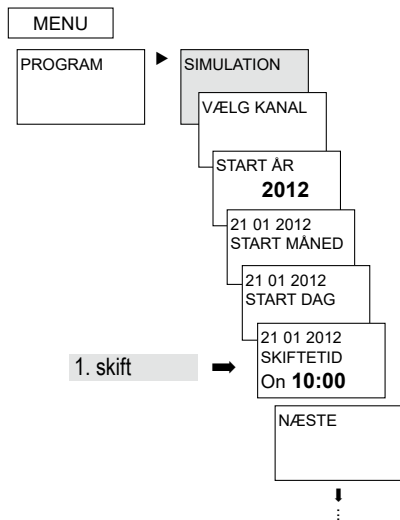 MENU
PROGRAM
SIMULATION
VÆLG KANAL
START ÅR
2012
21 01 2012
START MÅNED
21 01 2012
START DAG
21 01 2012
SKIFTETID
On 10:00
1. skift
NÆSTE